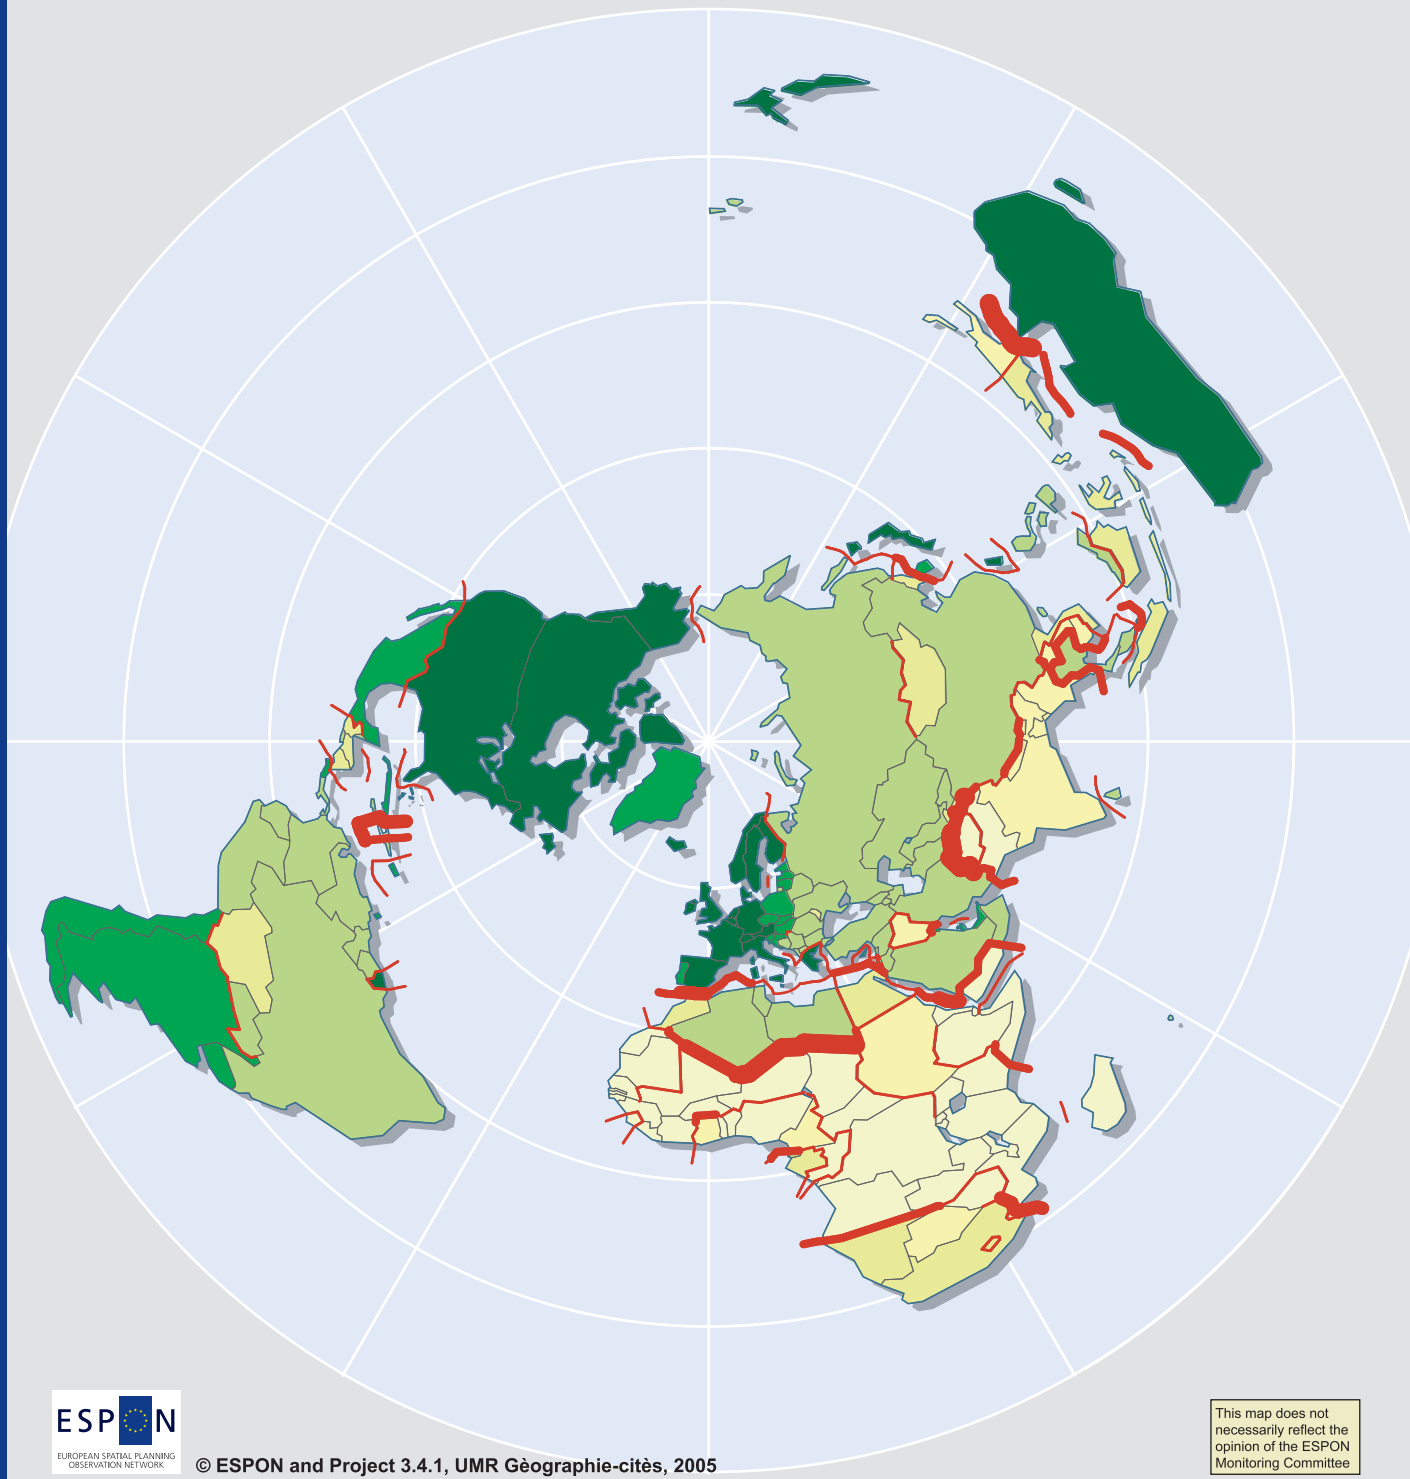 This map does not
necessarily reflect the
opinion of the ESPON
Monitoring Committee
ESPON
EUROPEAN SPATIAL PLANNING
OBSERVATION NETWORK
© ESPON and Project 3.4.1, UMR Gèographie-citès, 2005